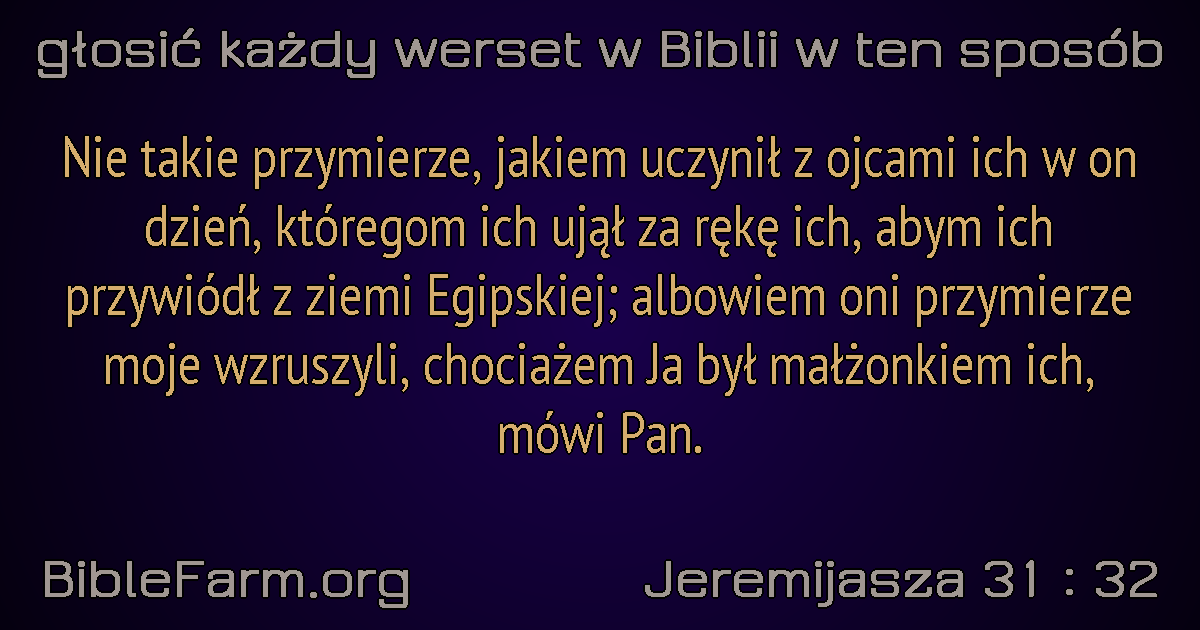 głosić każdy werset w Biblii w ten sposób
Nie takie przymierze, jakiem uczynił z ojcami ich w on
dzień, któregom ich ujął za rękę ich, abym ich
przywiódł z ziemi Egipskiej; albowiem oni przymierze
moje wzruszyli, chociażem Ja był małżonkiem ich,
mówi Pan.
BibleFarm.org
Jeremijasza 31 : 32